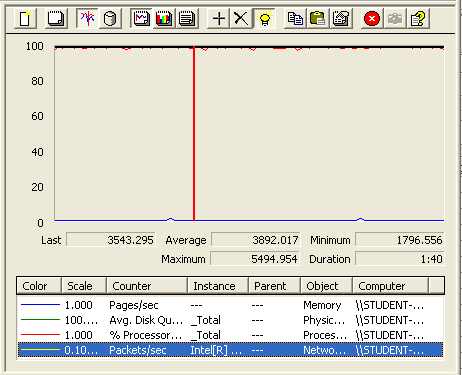 100
80
60
40
20
0
Last 3543.295 Average 3892.017 Minimum 1796.556
Maximum 5494.954 Duration 1:40
Color Scale Counter Instance Parent Object Computer
1.000 Pages/sec --- --- Memory \\STUDENT-...
100.... Avg. Disk Qu... _Total --- Physic... \\STUDENT-...
1.000 % Processor... _Total --- Proces... \\STUDENT-...
0.10... Packets/sec Intel[R] ... --- Netwo... \\STUDENT-...